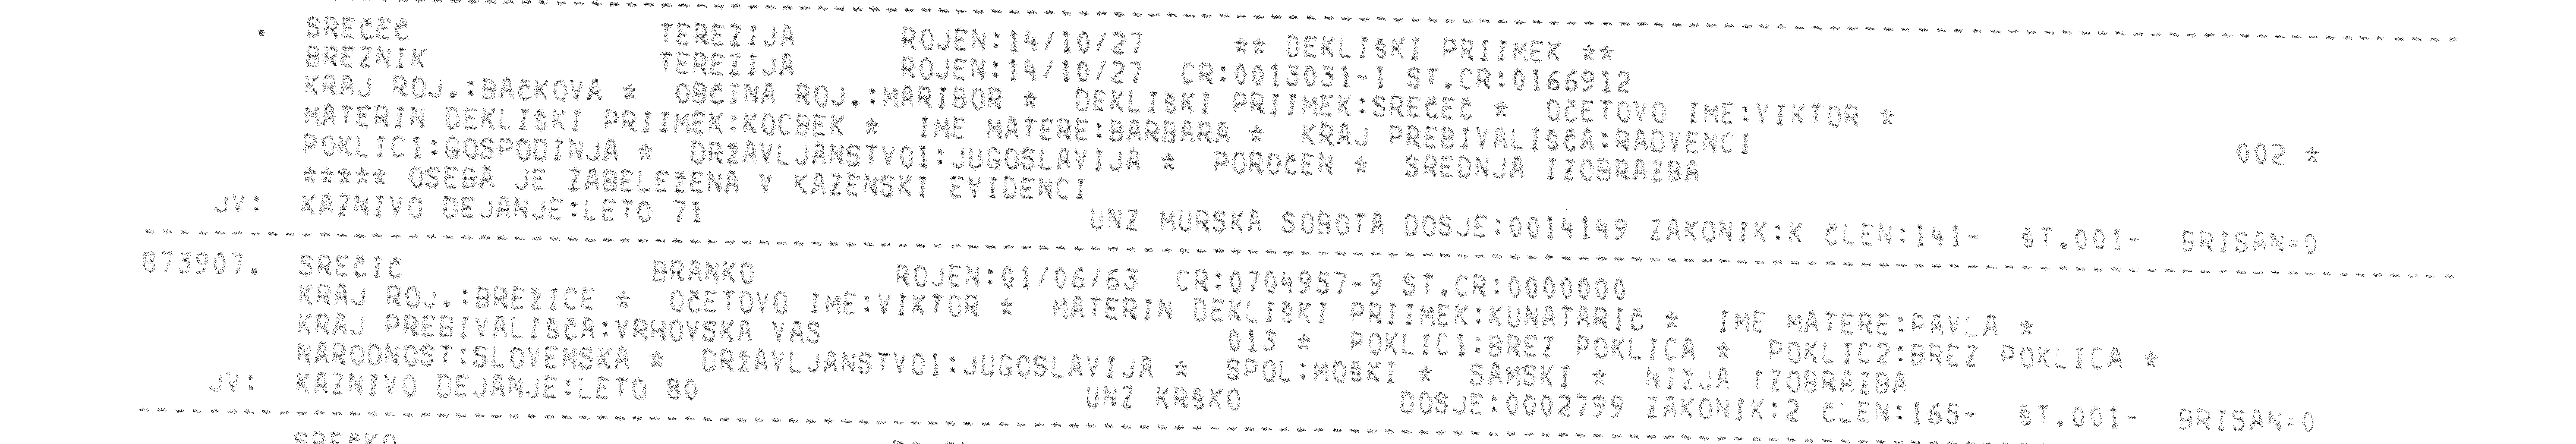 . SREČEČ TEREZIJA ROJEN:14/10/27 ** DEKLIŠKI PRIIMEK **
BREZNIK TEREZIJA ROJEN:14/10/27 CR:0013031-1 ST.CR:0166912
KRAJ ROJ.:BAČKOVA * OBČINA ROJ.:MARIBOR * DEKLIŠKI PRIIMEK:SREČEČ * OČETOVO IME:VIKTOR *
MATERIN DEKLIŠKI PRIIMEK:KOCBEK * IME MATERE:BARBARA * KRAJ PREBIVALIŠČA:RADVENCI 002 *
POKLIC1:GOSPODINJA * DRŽAVLJANSTVO1:JUGOSLAVIJA * POROČEN * SREDNJA IZOBRAZBA
***** OSEBA JE ZABELEŽENA V KAZENSKI EVIDENCI
JV: KAZNIVO DEJANJE:LETO 71 UNZ MURSKA SOBOTA DOSJE:0014149 ZAKONIK:K ČLEN:141- ŠT.001- BRISAN=0
873907. SREČIČ BRANKO ROJEN:01/06/63 CR:0704957-9 ST.CR:0000000
KRAJ ROJ.:BREŽICE * OČETOVO IME:VIKTOR * MATERIN DEKLIŠKI PRIIMEK:KUNATARIČ * IME MATERE:PAVLA *
KRAJ PREBIVALIŠČA:VRHOVSKA VAS 013 * POKLIC1:BREZ POKLICA * POKLIC2:BREZ POKLICA *
NARODNOST:SLOVENSKA * DRŽAVLJANSTVO1:JUGOSLAVIJA * SPOL:MOŠKI * SAMSKI * NIŽJA IZOBRAZBA
JV: KAZNIVO DEJANJE:LETO 80 UNZ KRŠKO DOSJE:0002799 ZAKONIK:2 ČLEN:165- ŠT.001- BRISAN=0
SREČKO